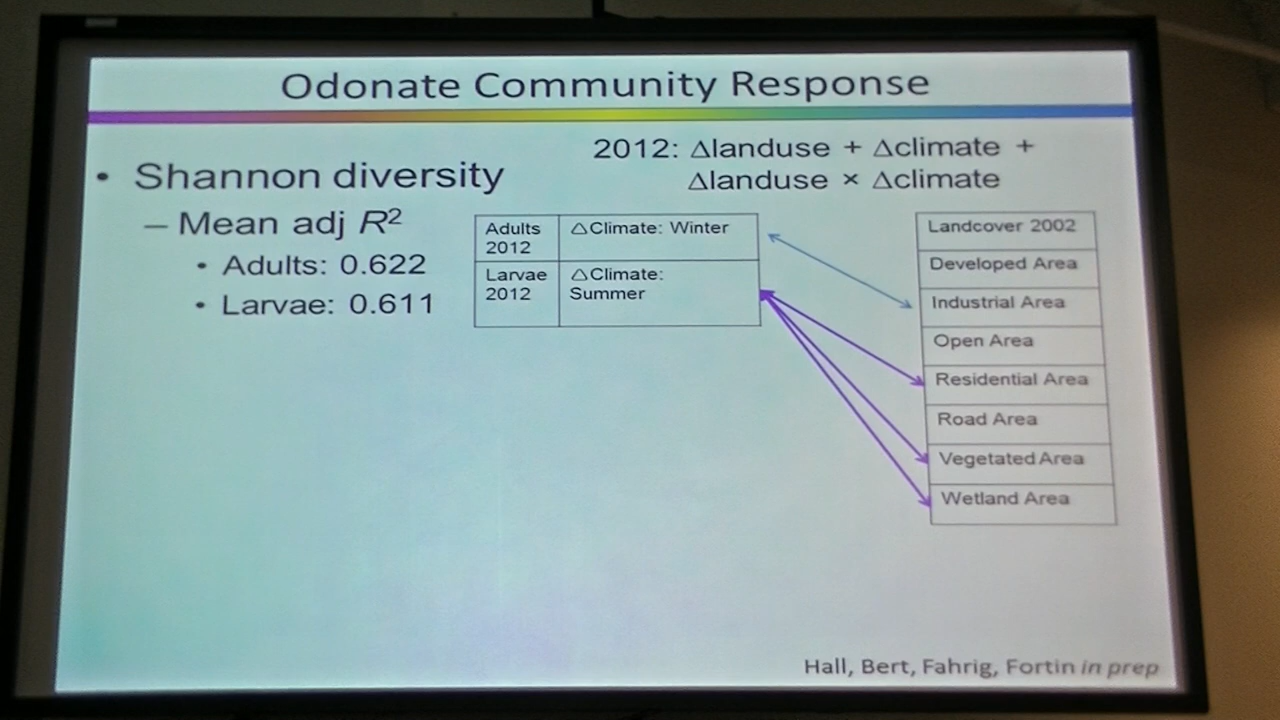 Odonate Community Response
2012: Δlanduse + Δclimate +
Δlanduse × Δclimate
• Shannon diversity
– Mean adj R²
• Adults: 0.622
• Larvae: 0.611
Adults
2012
△Climate: Winter
Larvae
2012
△Climate:
Summer
Landcover 2002
Developed Area
Industrial Area
Open Area
Residential Area
Road Area
Vegetated Area
Wetland Area
Hall, Bert, Fahrig, Fortin in prep